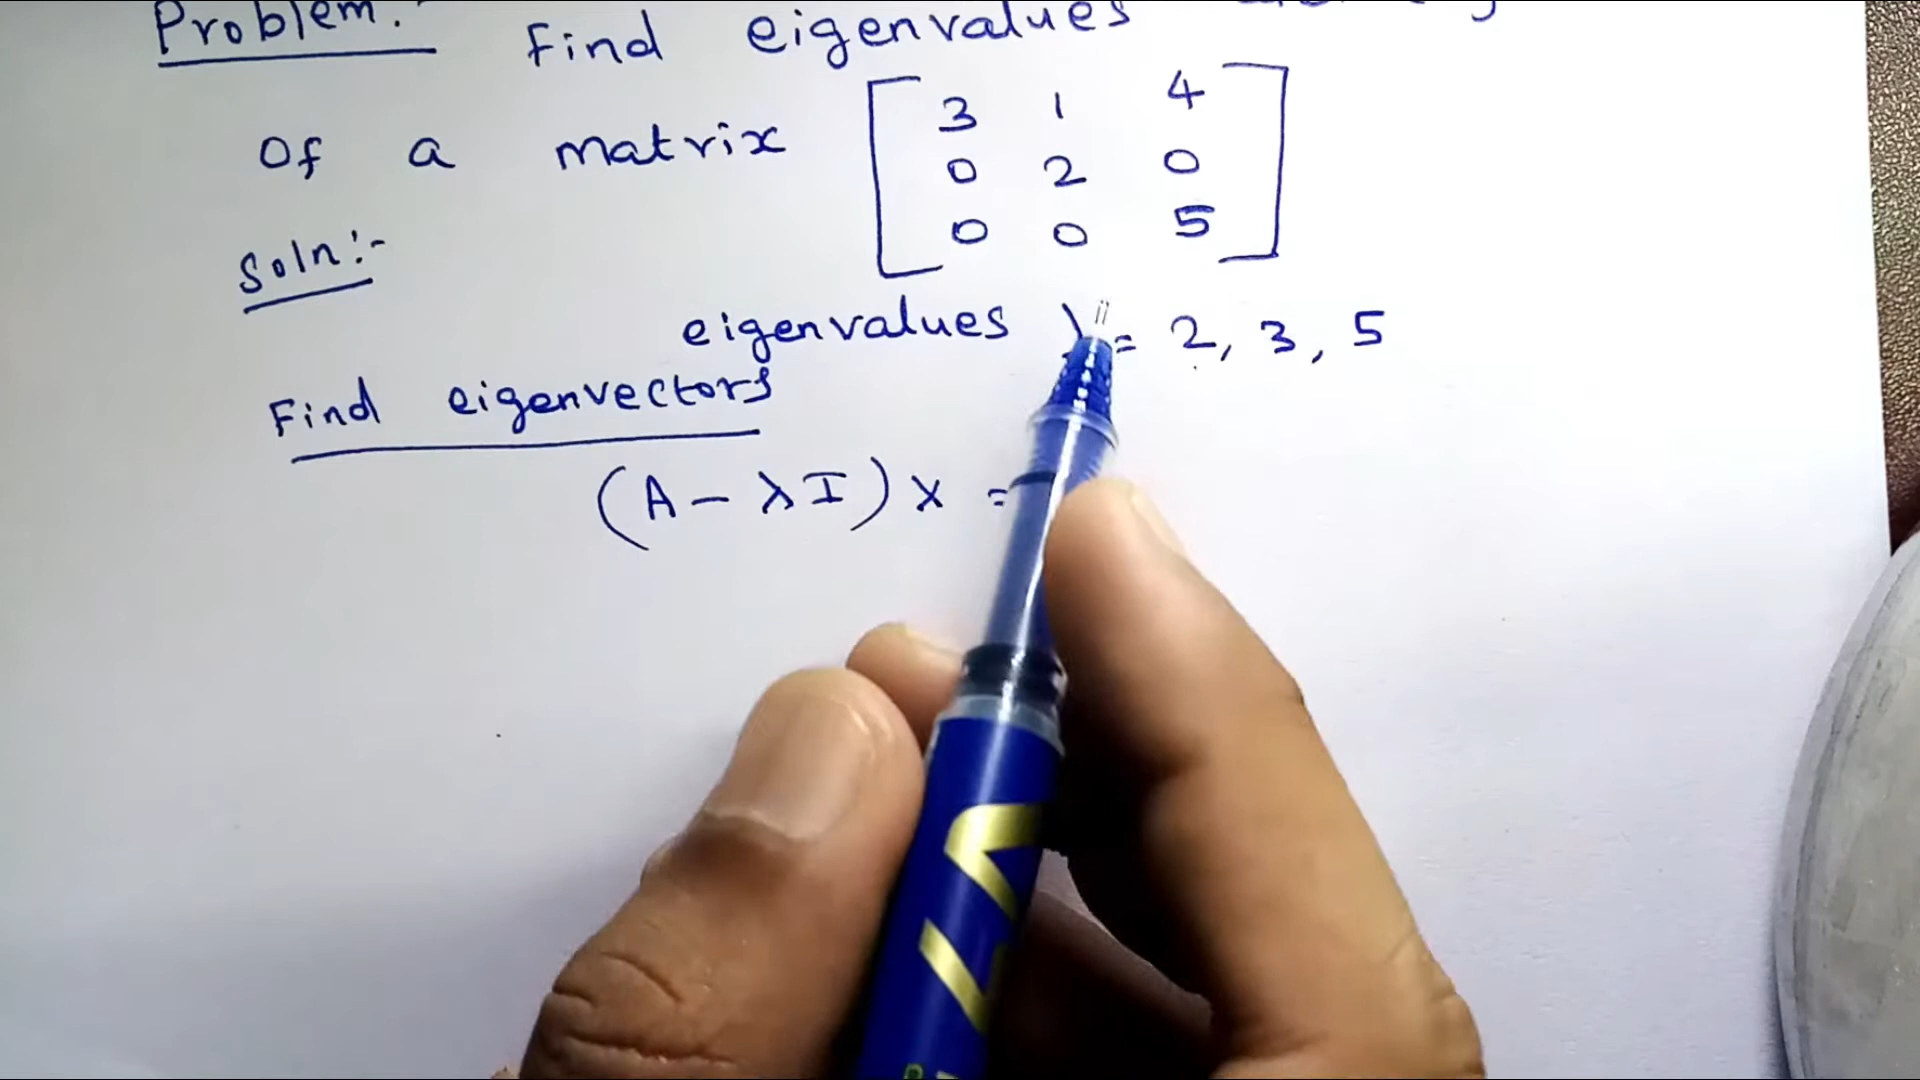 Problem:
Find eigenvalues
Of a matrix [ 3 1 4
0 2 0
0 0 5 ]
Soln:-
eigenvalues λ = 2, 3, 5
Find eigenvectors
(A - λI) X =
V7